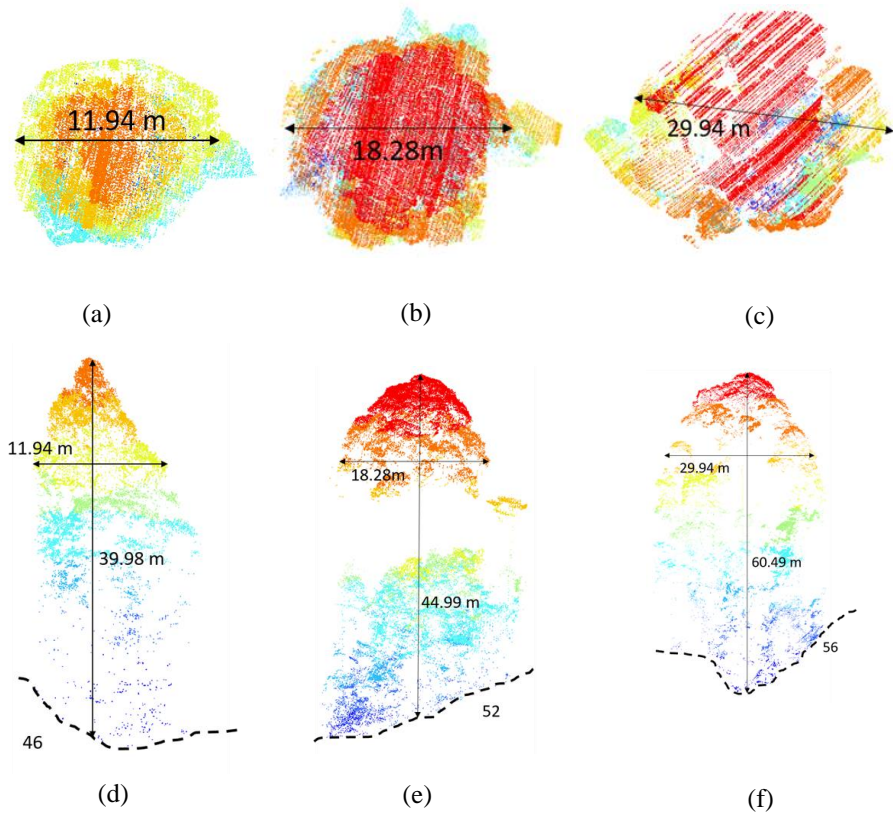 11.94 m
18.28m
29.94 m
(a)
(b)
(c)
11.94 m
39.98 m
46
18.28m
44.99 m
52
29.94 m
60.49 m
56
(d)
(e)
(f)